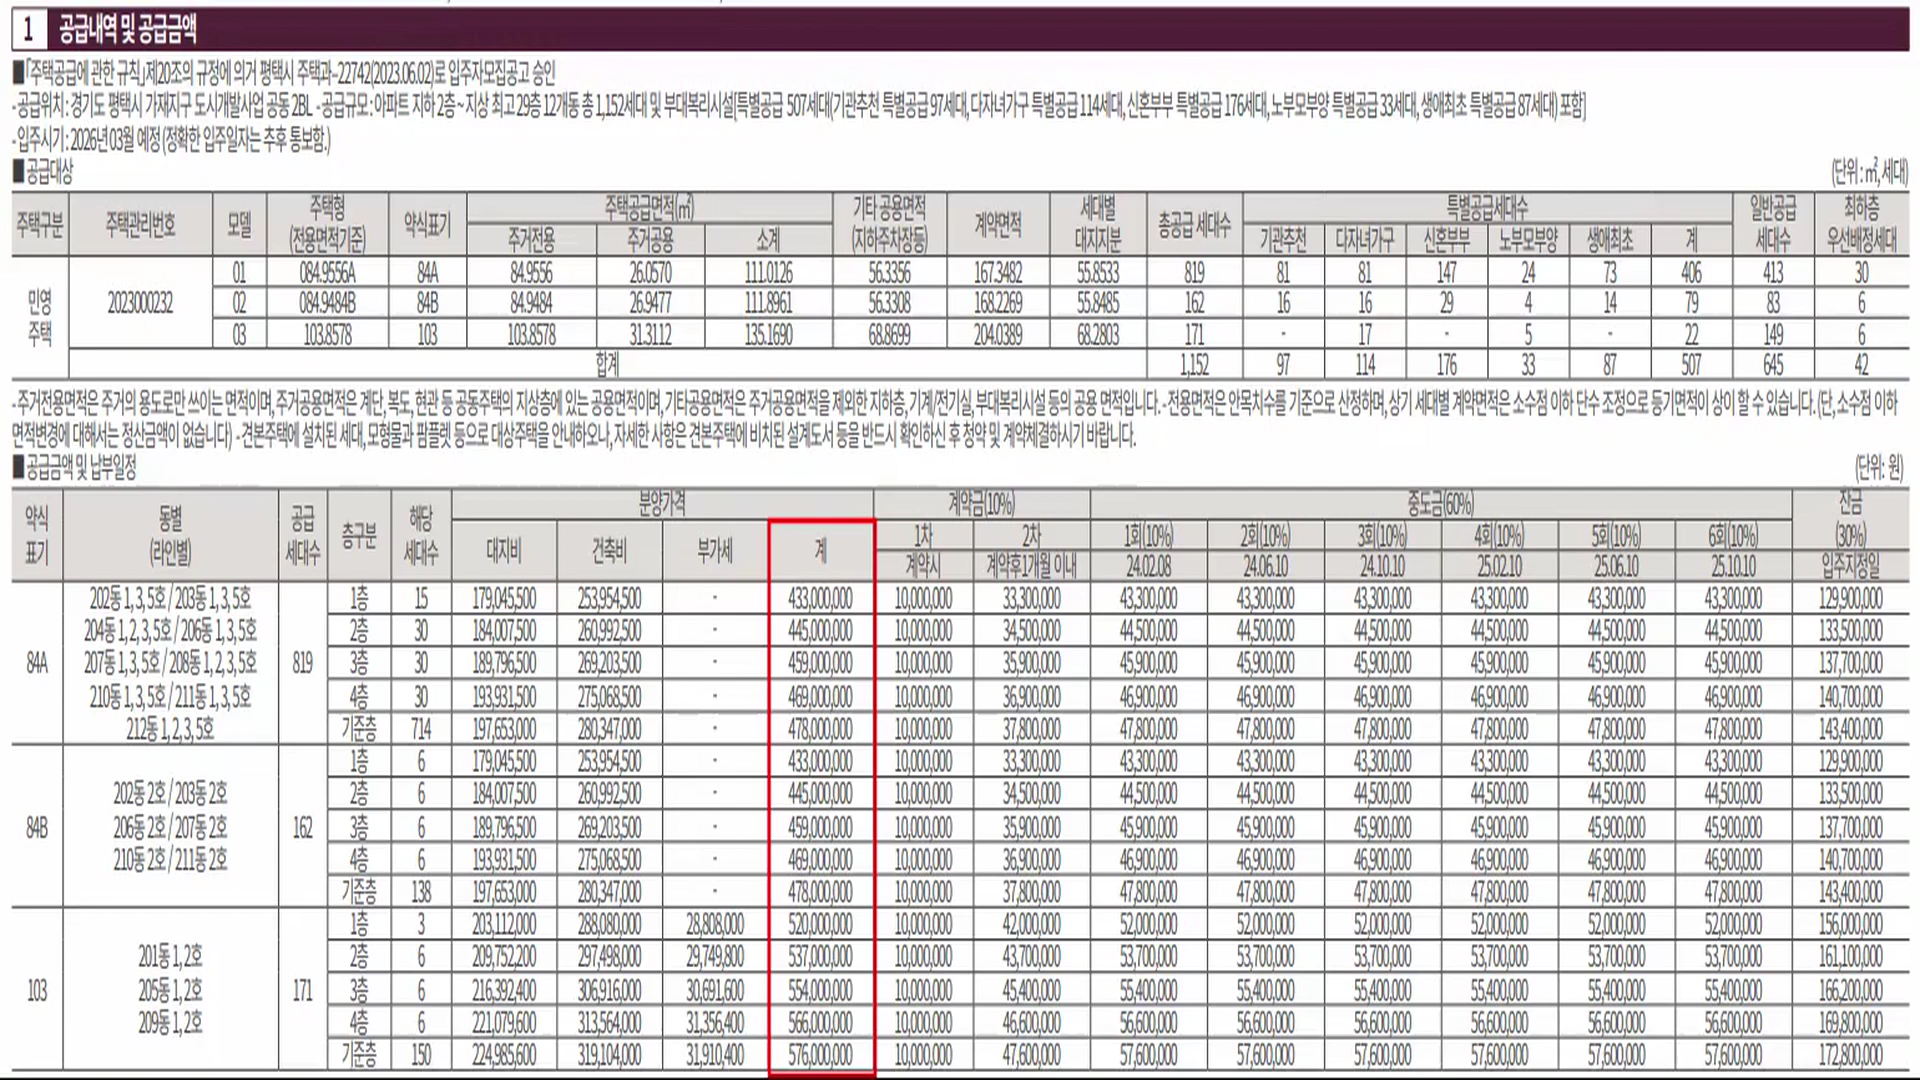 1 공급내역 및 공급금액
■「주택공급에 관한 규칙」제20조의 규정에 의거 평택시 주택과–22742(2023.06.02)로 입주자모집공고 승인
- 공급위치 : 경기도 평택시 가재지구 도시개발사업 공동 2BL - 공급규모 : 아파트 지하 2층 ~ 지상 최고 29층 12개동 총 1,152세대 및 부대복리시설[특별공급 507세대(기관추천 특별공급 97세대, 다자녀가구 특별공급 114세대, 신혼부부 특별공급 176세대, 노부모부양 특별공급 33세대, 생애최초 특별공급 87세대) 포함]
- 입주시기 : 2026년 03월 예정 (정확한 입주일자는 추후 통보함.)
■ 공급대상 (단위 : ㎡, 세대)
주택구분 주택관리번호 모델 주택형 (전용면적기준) 약식표기 주택공급면적(㎡) 기타 공용면적 (지하주차장등) 계약면적 세대별 대지지분 총공급 세대수 특별공급세대수 일반공급 세대수 최하층 우선배정세대
주거전용 주거공용 소계 기관추천 다자녀가구 신혼부부 노부모부양 생애최초 계
민영 주택 2023000232
01 084.9556A 84A 84.9556 26.0570 111.0126 56.3356 167.3482 55.8533 819 81 81 147 24 73 406 413 30
02 084.9484B 84B 84.9484 26.9477 111.8961 56.3308 168.2269 55.8485 162 16 16 29 4 14 79 83 6
03 103.8578 103 103.8578 31.3112 135.1690 68.8699 204.0389 68.2803 171 - 17 - 5 - 22 149 6
합계 1,152 97 114 176 33 87 507 645 42
- 주거전용면적은 주거의 용도로만 쓰이는 면적이며, 주거공용면적은 계단, 복도, 현관 등 공동주택의 지상층에 있는 공용면적이며, 기타공용면적은 주거공용면적을 제외한 지하층, 기계/전기실, 부대복리시설 등의 공용 면적입니다. - 전용면적은 안목치수를 기준으로 산정하며, 상기 세대별 계약면적은 소수점 이하 단수 조정으로 등기면적이 상이 할 수 있습니다. (단, 소수점 이하
면적변경에 대해서는 정산금액이 없습니다) - 견본주택에 설치된 세대, 모형물과 팜플렛 등으로 대상주택을 안내하오나, 자세한 사항은 견본주택에 비치된 설계도서 등을 반드시 확인하신 후 청약 및 계약체결하시기 바랍니다.
■ 공급금액 및 납부일정 (단위: 원)
약식 표기 동별 (라인별) 공급 세대수 층구분 해당 세대수 분양가격 계약금(10%) 중도금(60%) 잔금 (30%)
대지비 건축비 부가세 계 1차 2차 1회(10%) 2회(10%) 3회(10%) 4회(10%) 5회(10%) 6회(10%)
계약시 계약후 1개월 이내 24.02.08 24.06.10 24.10.10 25.02.10 25.06.10 25.10.10 입주지정일
84A 819
202동 1, 3, 5호 / 203동 1, 3, 5호
204동 1, 2, 3, 5호 / 206동 1, 3, 5호
207동 1, 3, 5호 / 208동 1, 2, 3, 5호
210동 1, 3, 5호 / 211동 1, 3, 5호
212동 1, 2, 3, 5호
1층 15 179,045,500 253,954,500 - 433,000,000 10,000,000 33,300,000 43,300,000 43,300,000 43,300,000 43,300,000 43,300,000 43,300,000 129,900,000
2층 30 184,007,500 260,992,500 - 445,000,000 10,000,000 34,500,000 44,500,000 44,500,000 44,500,000 44,500,000 44,500,000 44,500,000 133,500,000
3층 30 189,796,500 269,203,500 - 459,000,000 10,000,000 35,900,000 45,900,000 45,900,000 45,900,000 45,900,000 45,900,000 45,900,000 137,700,000
4층 30 193,931,500 275,068,500 - 469,000,000 10,000,000 36,900,000 46,900,000 46,900,000 46,900,000 46,900,000 46,900,000 46,900,000 140,700,000
기준층 714 197,653,000 280,347,000 - 478,000,000 10,000,000 37,800,000 47,800,000 47,800,000 47,800,000 47,800,000 47,800,000 47,800,000 143,400,000
84B 162
202동 2호 / 203동 2호
206동 2호 / 207동 2호
210동 2호 / 211동 2호
1층 6 179,045,500 253,954,500 - 433,000,000 10,000,000 33,300,000 43,300,000 43,300,000 43,300,000 43,300,000 43,300,000 43,300,000 129,900,000
2층 6 184,007,500 260,992,500 - 445,000,000 10,000,000 34,500,000 44,500,000 44,500,000 44,500,000 44,500,000 44,500,000 44,500,000 133,500,000
3층 6 189,796,500 269,203,500 - 459,000,000 10,000,000 35,900,000 45,900,000 45,900,000 45,900,000 45,900,000 45,900,000 45,900,000 137,700,000
4층 6 193,931,500 275,068,500 - 469,000,000 10,000,000 36,900,000 46,900,000 46,900,000 46,900,000 46,900,000 46,900,000 46,900,000 140,700,000
기준층 138 197,653,000 280,347,000 - 478,000,000 10,000,000 37,800,000 47,800,000 47,800,000 47,800,000 47,800,000 47,800,000 47,800,000 143,400,000
103 171
201동 1, 2호
205동 1, 2호
209동 1, 2호
1층 3 203,112,000 288,080,000 28,808,000 520,000,000 10,000,000 42,000,000 52,000,000 52,000,000 52,000,000 52,000,000 52,000,000 52,000,000 156,000,000
2층 6 209,752,200 297,498,000 29,749,800 537,000,000 10,000,000 43,700,000 53,700,000 53,700,000 53,700,000 53,700,000 53,700,000 53,700,000 161,100,000
3층 6 216,392,400 306,916,000 30,691,600 554,000,000 10,000,000 45,400,000 55,400,000 55,400,000 55,400,000 55,400,000 55,400,000 55,400,000 166,200,000
4층 6 221,079,600 313,564,000 31,356,400 566,000,000 10,000,000 46,600,000 56,600,000 56,600,000 56,600,000 56,600,000 56,600,000 56,600,000 169,800,000
기준층 150 224,985,600 319,104,000 31,910,400 576,000,000 10,000,000 47,600,000 57,600,000 57,600,000 57,600,000 57,600,000 57,600,000 57,600,000 172,800,000